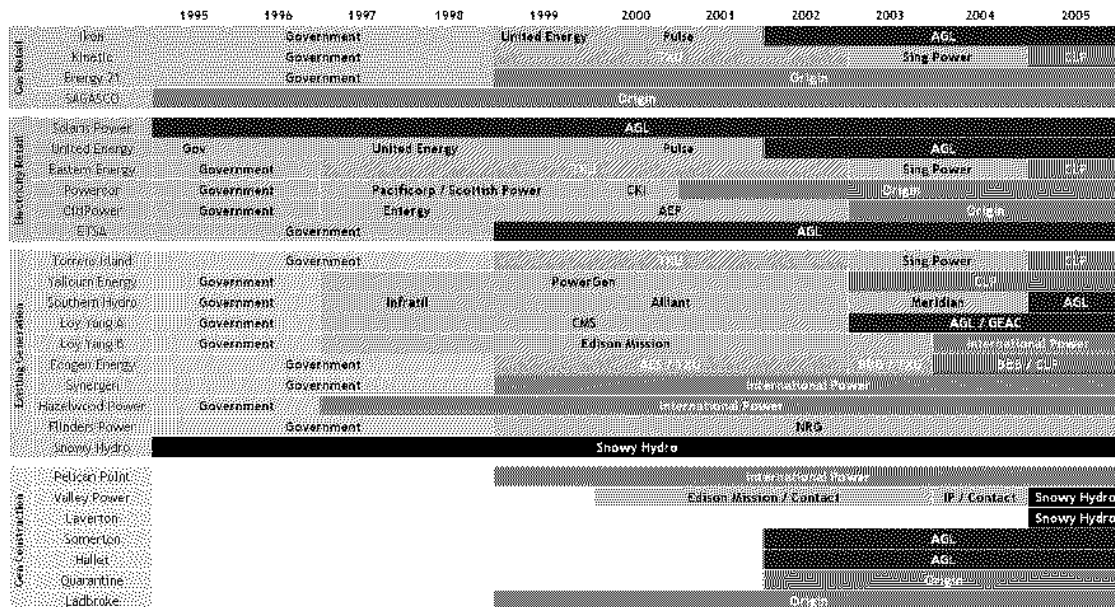 1995 1996 1997 1998 1999 2000 2001 2002 2003 2004 2005
Gas Retail
Ikon Government United Energy Pulse AGL
Kinetic Government TXU Sing Power CLP
Energy 21 Government Origin
SAGASCO Origin
Electricity Retail
Solaris Power AGL
United Energy Gov United Energy Pulse AGL
Eastern Energy Government TXU Sing Power CLP
Powercor Government Pacificorp / Scottish Power CKI Origin
CitiPower Government Entergy AEP Origin
ETSA Government AGL
Existing Generation
Torrens Island Government TXU Sing Power CLP
Yallourn Energy Government PowerGen CLP
Southern Hydro Government Infratil Alliant Meridian AGL
Loy Yang A Government CMS AGL / GEAC
Loy Yang B Government Edison Mission International Power
Ecogen Energy Government AES / TXU
Synergen Government International Power
Hazelwood Power Government International Power
Flinders Power Government NRG
Snowy Hydro Snowy Hydro
Gen Construction
Pelican Point International Power
Valley Power Edison Mission / Contact IP / Contact Snowy Hydro
Laverton Snowy Hydro
Somerton AGL
Hallet AGL
Quarantine Origin
Ladbroke Origin